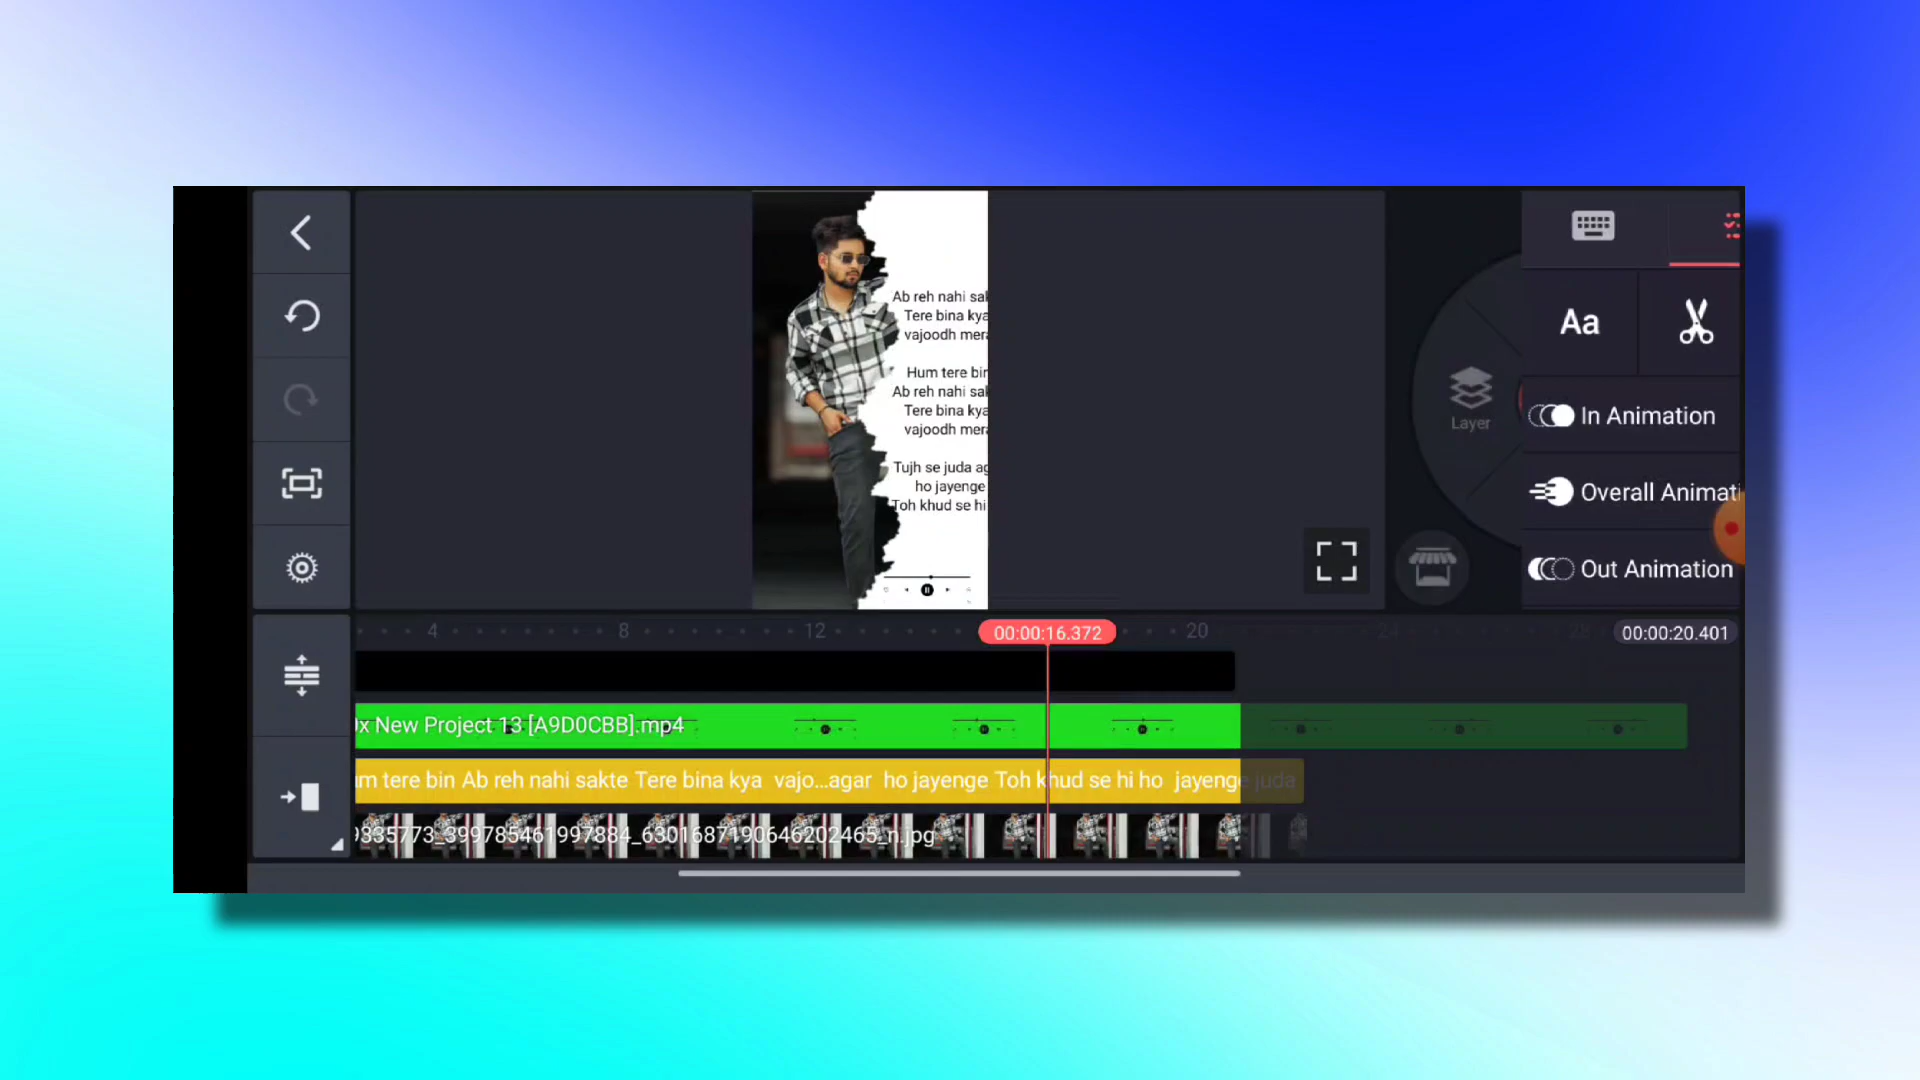 Ab reh nahi sak
Tere bina kya
vajoodh mera
Hum tere bin
Ab reh nahi sak
Tere bina kya
vajoodh mera
Tujh se juda ag
ho jayenge
Toh khud se hi
Layer
Aa
In Animation
Overall Animati
Out Animation
4 8 12 00:00:16.372 20 24 28 00:00:20.401
x New Project 13 [A9D0CBB].mp4
m tere bin Ab reh nahi sakte Tere bina kya vajo...agar ho jayenge Toh khud se hi ho jayenge juda
9835773_399785461997884_6301687190646202465_n.jpg